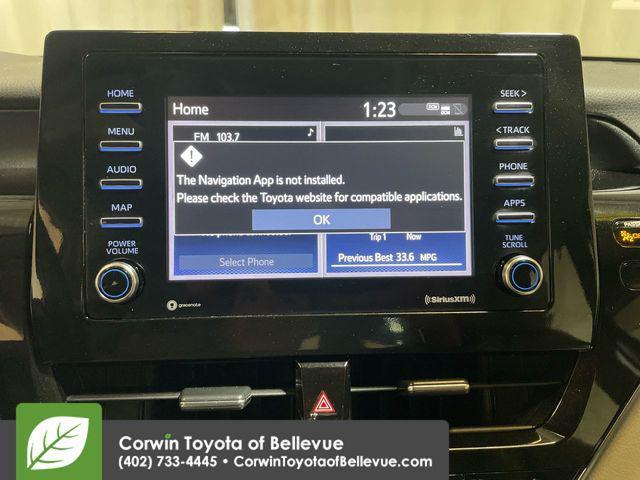 HOME
MENU
AUDIO
MAP
POWER
VOLUME
Home
1:23
FM 103.7
The Navigation App is not installed.
Please check the Toyota website for compatible applications.
OK
Trip 1 Now
Select Phone
Previous Best 33.6 MPG
gracenote
((SiriusXM))
SEEK >
< TRACK
PHONE
APPS
TUNE
SCROLL
Corwin Toyota of Bellevue
(402) 733-4445 • CorwinToyotaofBellevue.com